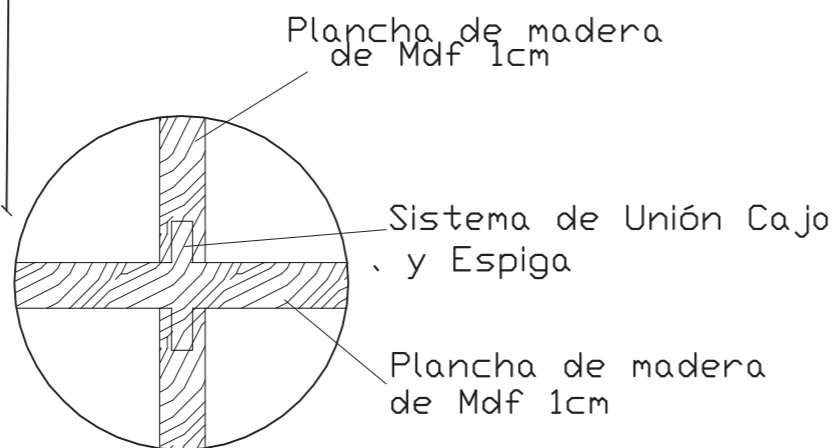 Plancha de madera
de Mdf 1cm
Sistema de Unión Cajo
y Espiga
Plancha de madera
de Mdf 1cm